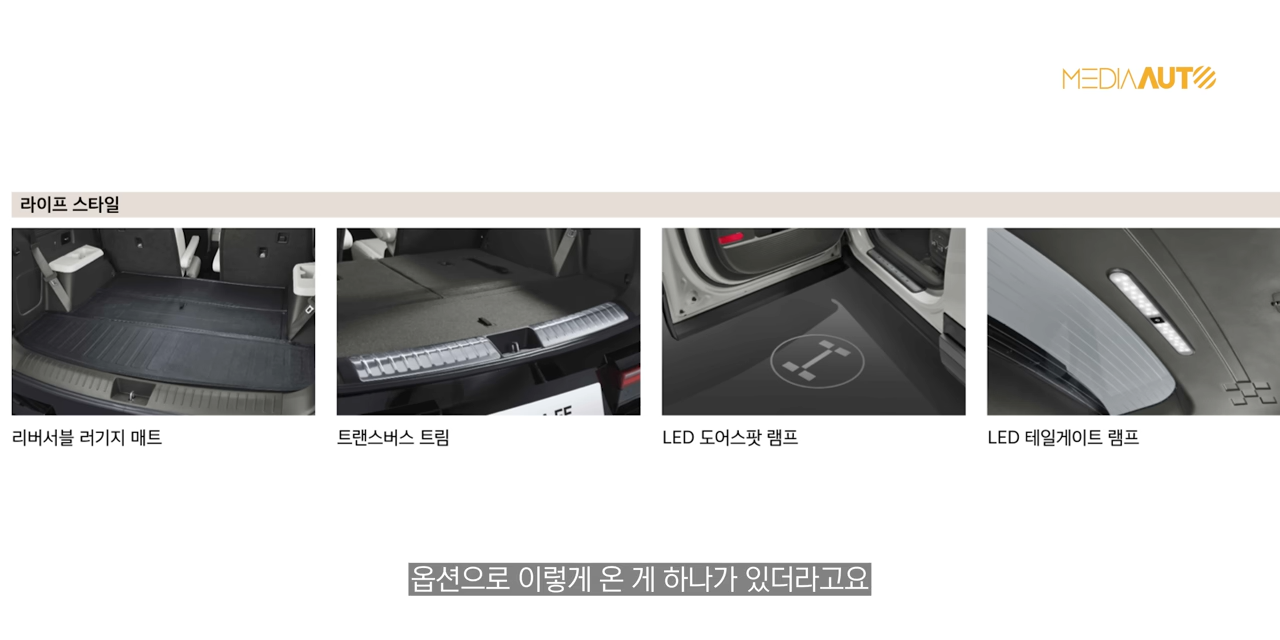 MEDIAAUTO
라이프 스타일
리버서블 러기지 매트
트랜스버스 트림
LED 도어스팟 램프
LED 테일게이트 램프
옵션으로 이렇게 온 게 하나가 있더라고요